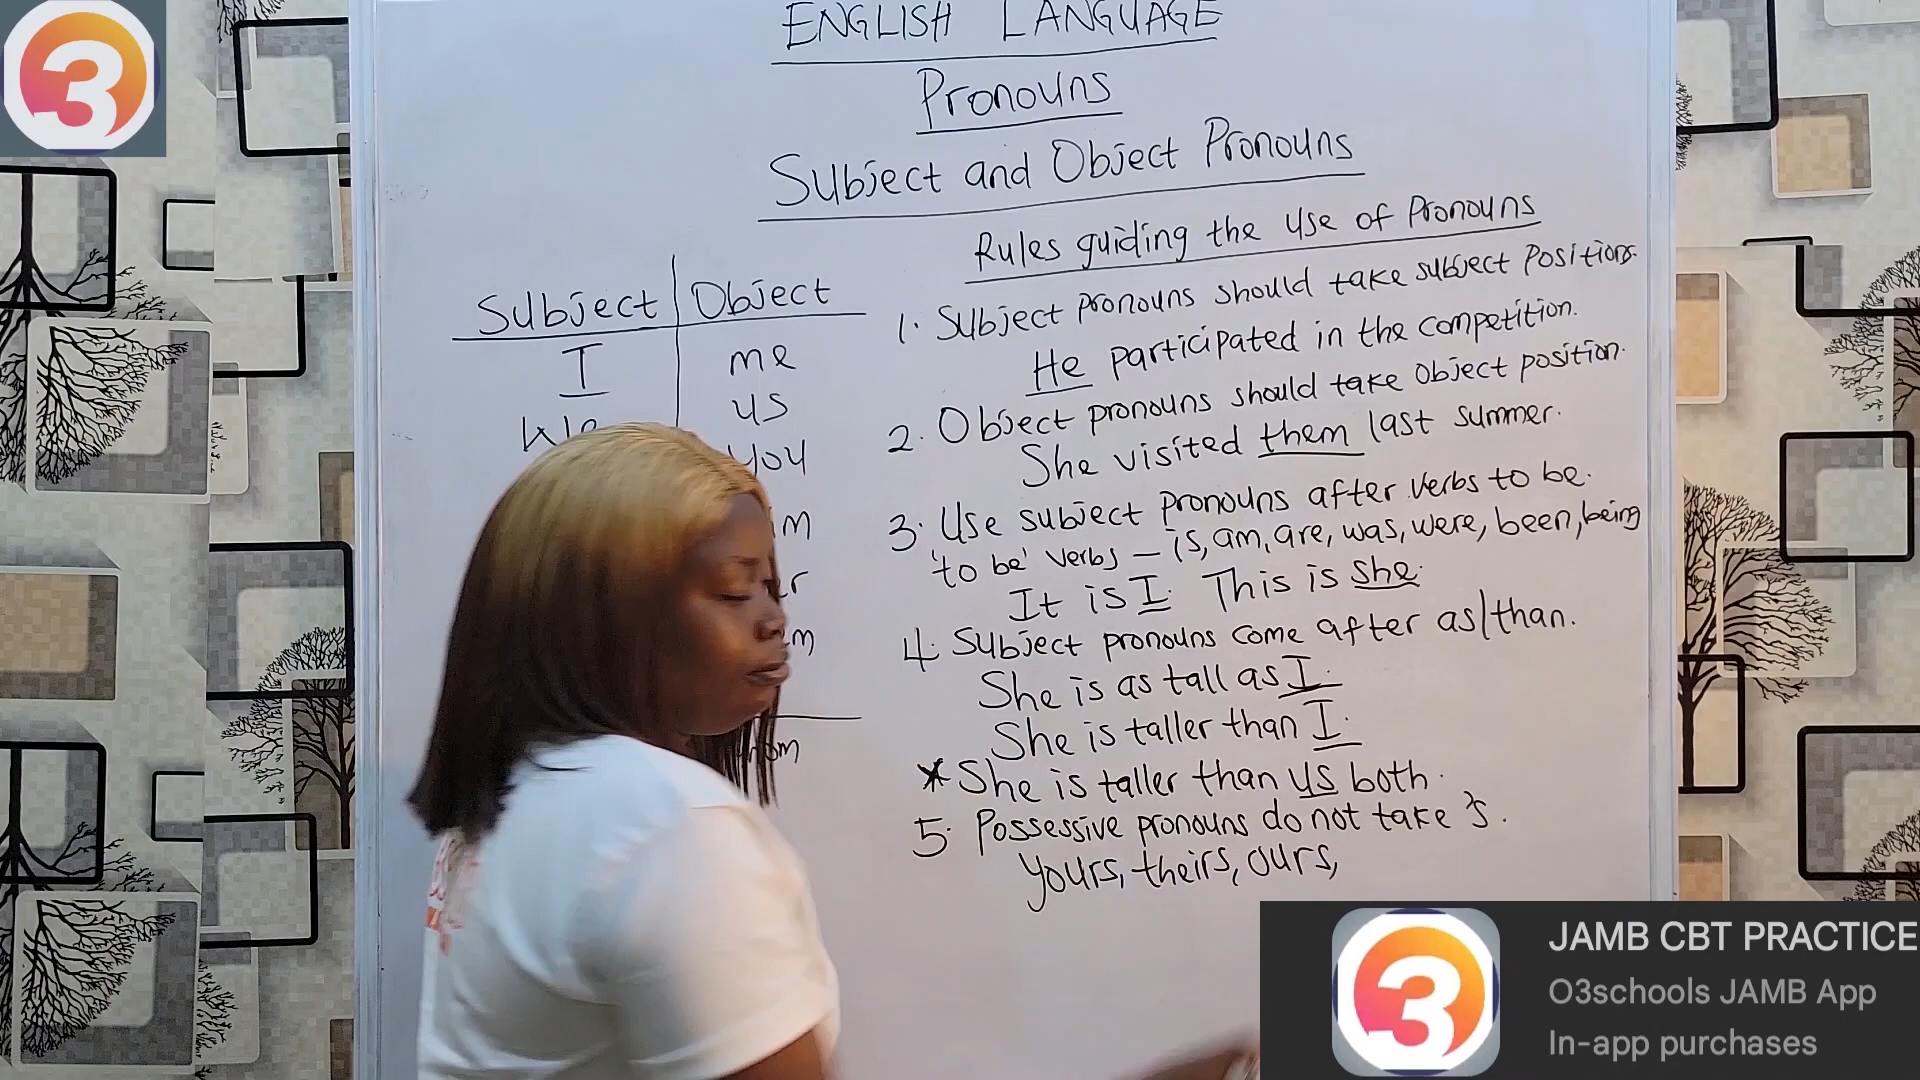 3
ENGLISH LANGUAGE
Pronouns
Subject and Object Pronouns
Subject Object
I me
We us
you
Rules guiding the use of Pronouns
1. Subject pronouns should take subject Positions.
He participated in the competition.
2. Object pronouns should take object position.
She visited them last summer.
3. Use subject pronouns after verbs to be.
'to be' verbs – is, am, are, was, were, been, being
It is I. This is she.
4. Subject pronouns come after as/than.
She is as tall as I.
She is taller than I.
* She is taller than us both.
5. Possessive pronouns do not take 's.
yours, theirs, ours,
3
JAMB CBT PRACTICE
O3schools JAMB App
In-app purchases